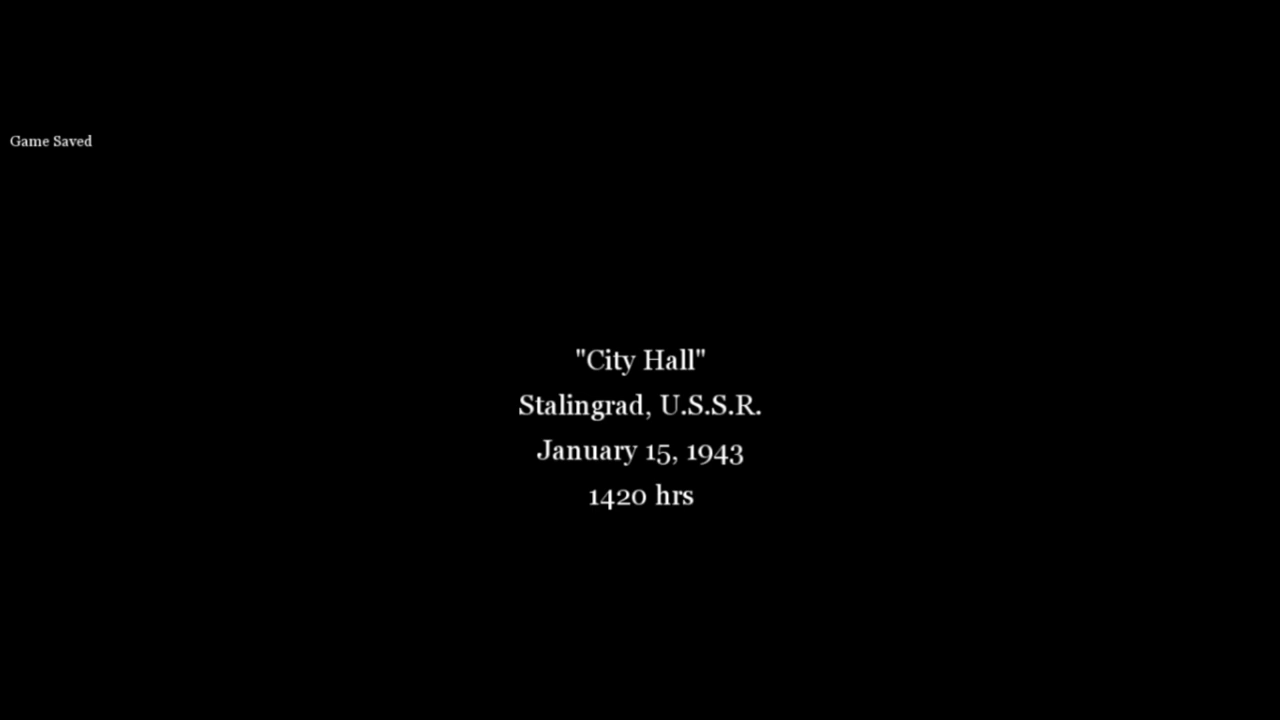 Game Saved
"City Hall"
Stalingrad, U.S.S.R.
January 15, 1943
1420 hrs